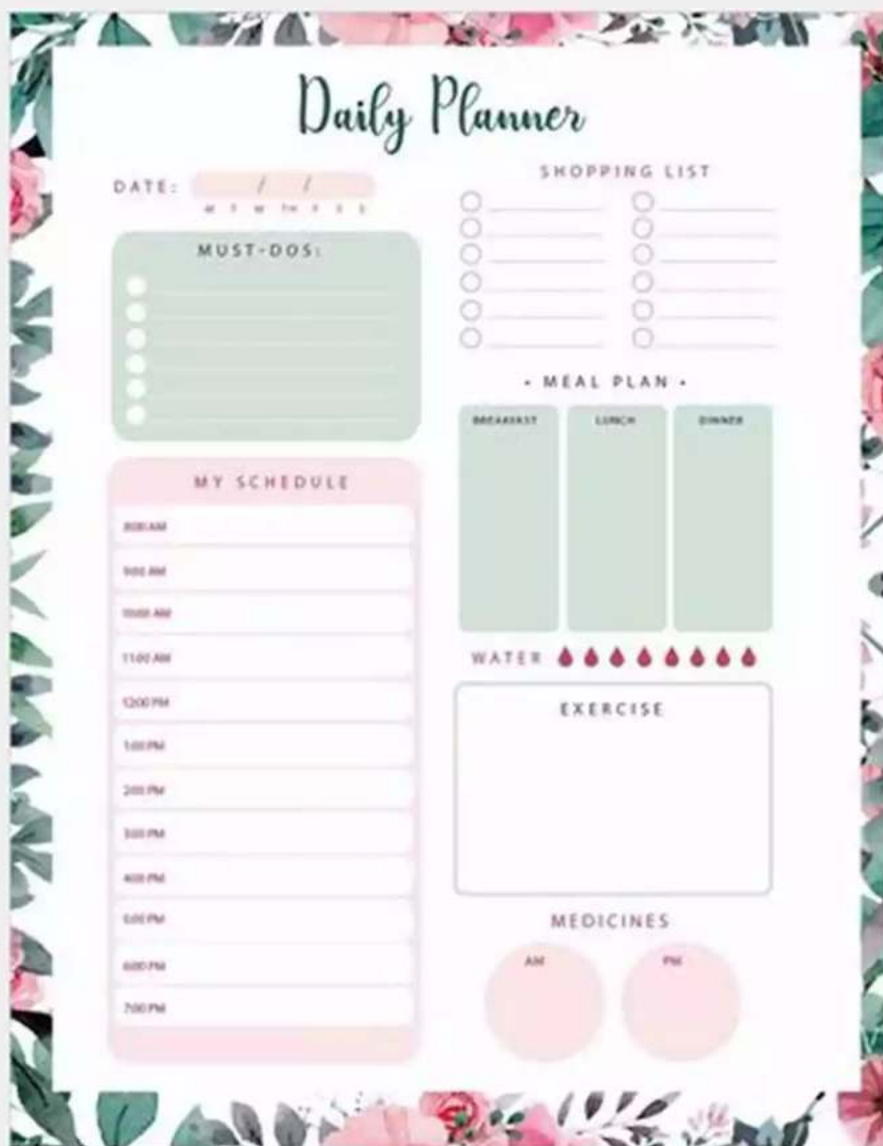 Daily Planner
DATE: / /
M T W TH F S S
MUST-DOS:
MY SCHEDULE
8:00 AM
9:00 AM
10:00 AM
11:00 AM
12:00 PM
1:00 PM
2:00 PM
3:00 PM
4:00 PM
5:00 PM
6:00 PM
7:00 PM
SHOPPING LIST
• MEAL PLAN •
BREAKFAST LUNCH DINNER
WATER
EXERCISE
MEDICINES
AM PM